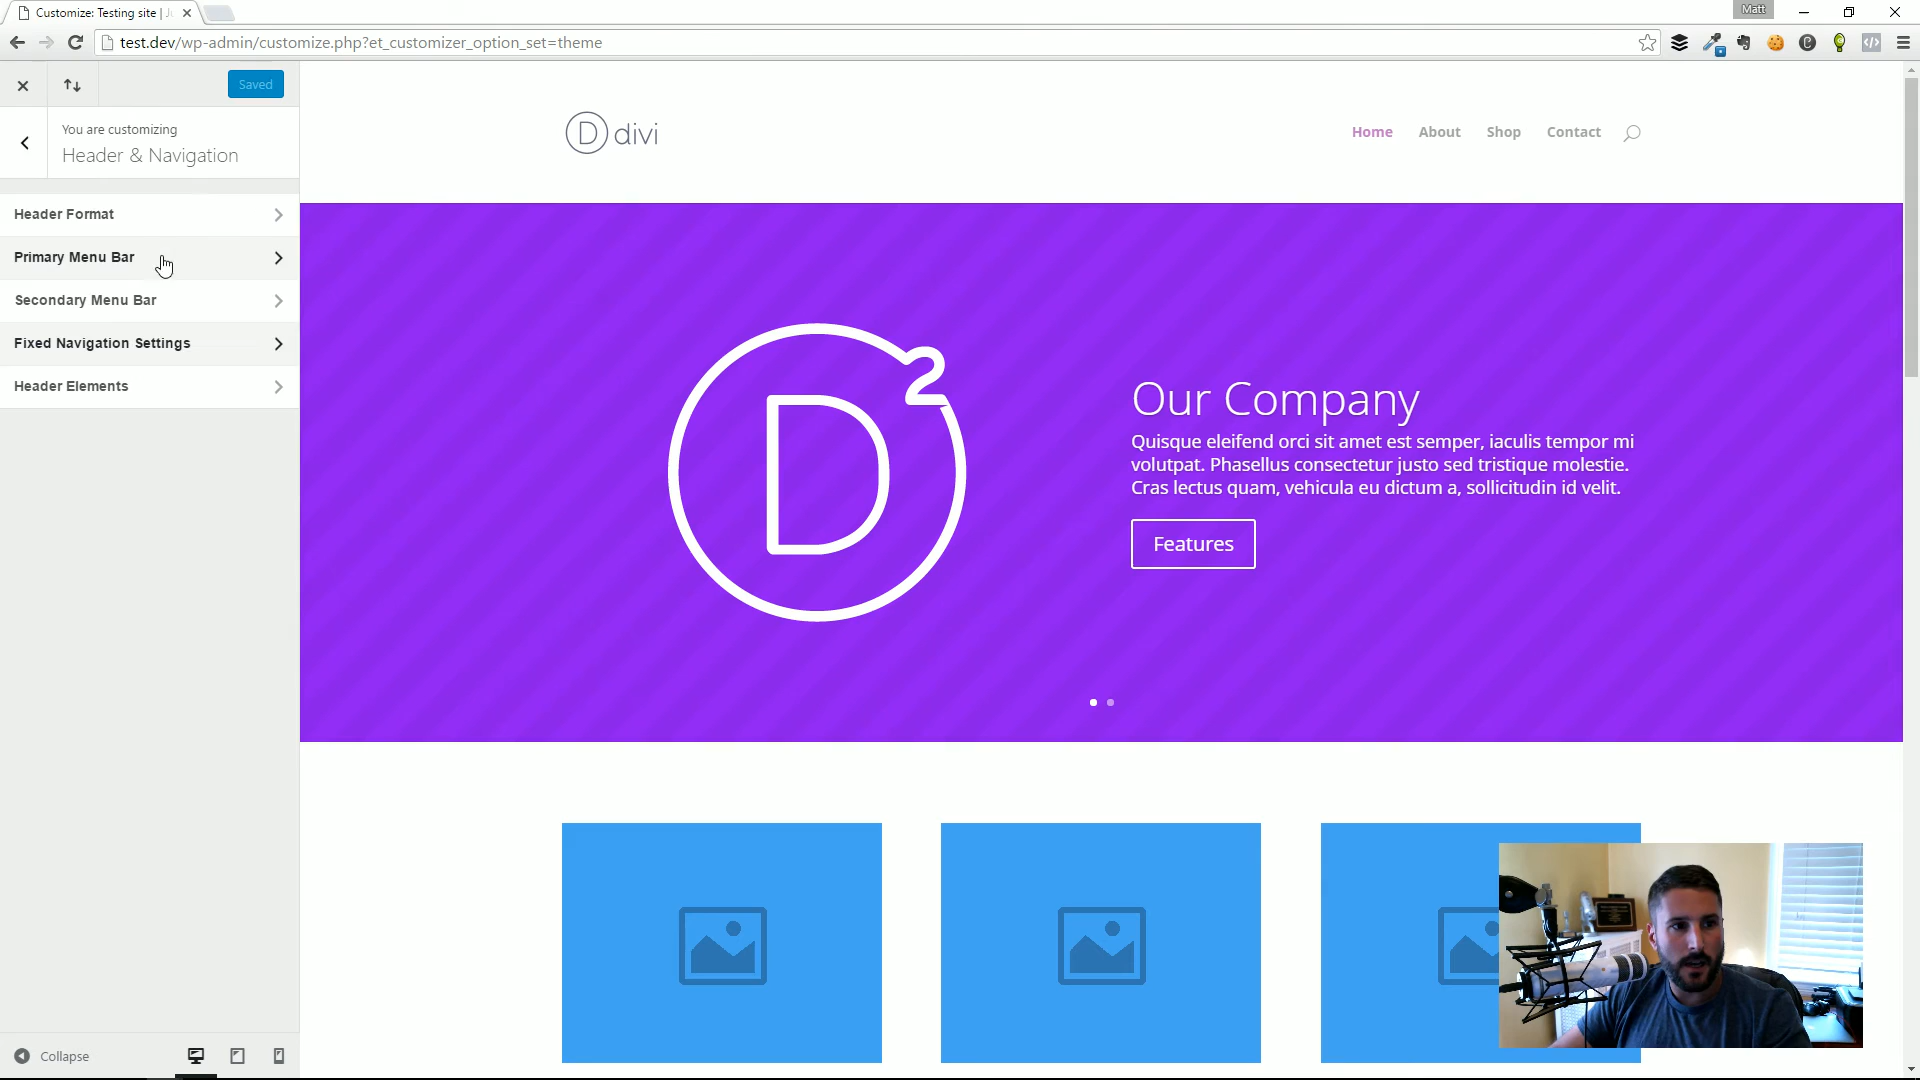 Customize: Testing site |
Matt
test.dev/wp-admin/customize.php?et_customizer_option_set=theme
Saved
You are customizing
Header & Navigation
Header Format
Primary Menu Bar
Secondary Menu Bar
Fixed Navigation Settings
Header Elements
Collapse
D divi
Home About Shop Contact
D 2
Our Company
Quisque eleifend orci sit amet est semper, iaculis tempor mi
volutpat. Phasellus consectetur justo sed tristique molestie.
Cras lectus quam, vehicula eu dictum a, sollicitudin id velit.
Features